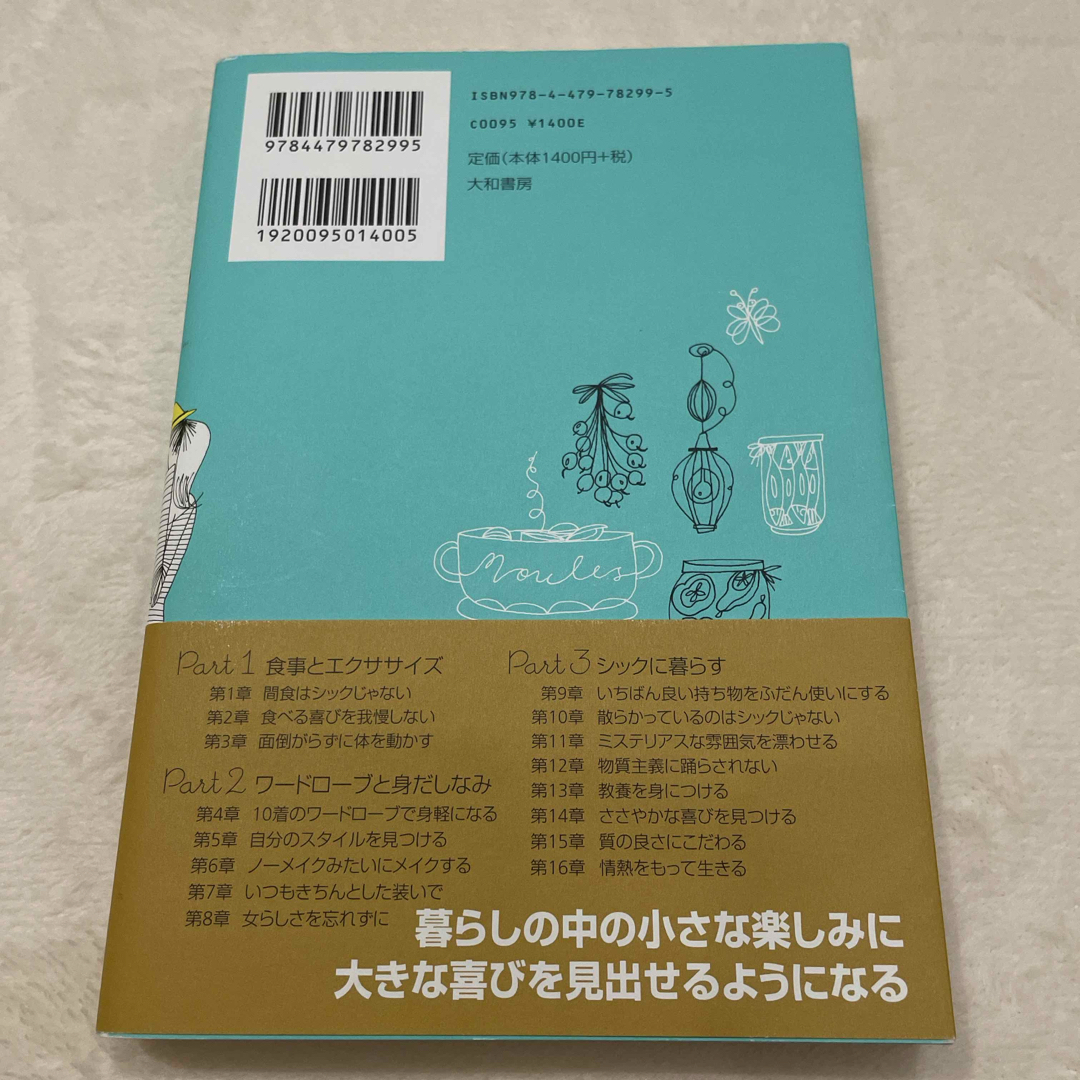 9784479782995
1920095014005
ISBN978-4-479-78299-5
C0095 ¥1400E
定価(本体1400円+税)
大和書房
Moules
Part 1 食事とエクササイズ
第1章 間食はシックじゃない
第2章 食べる喜びを我慢しない
第3章 面倒がらずに体を動かす
Part 2 ワードローブと身だしなみ
第4章 10着のワードローブで身軽になる
第5章 自分のスタイルを見つける
第6章 ノーメイクみたいにメイクする
第7章 いつもきちんとした装いで
第8章 女らしさを忘れずに
Part 3 シックに暮らす
第9章 いちばん良い持ち物をふだん使いにする
第10章 散らかっているのはシックじゃない
第11章 ミステリアスな雰囲気を漂わせる
第12章 物質主義に踊らされない
第13章 教養を身につける
第14章 ささやかな喜びを見つける
第15章 質の良さにこだわる
第16章 情熱をもって生きる
暮らしの中の小さな楽しみに
大きな喜びを見出せるようになる